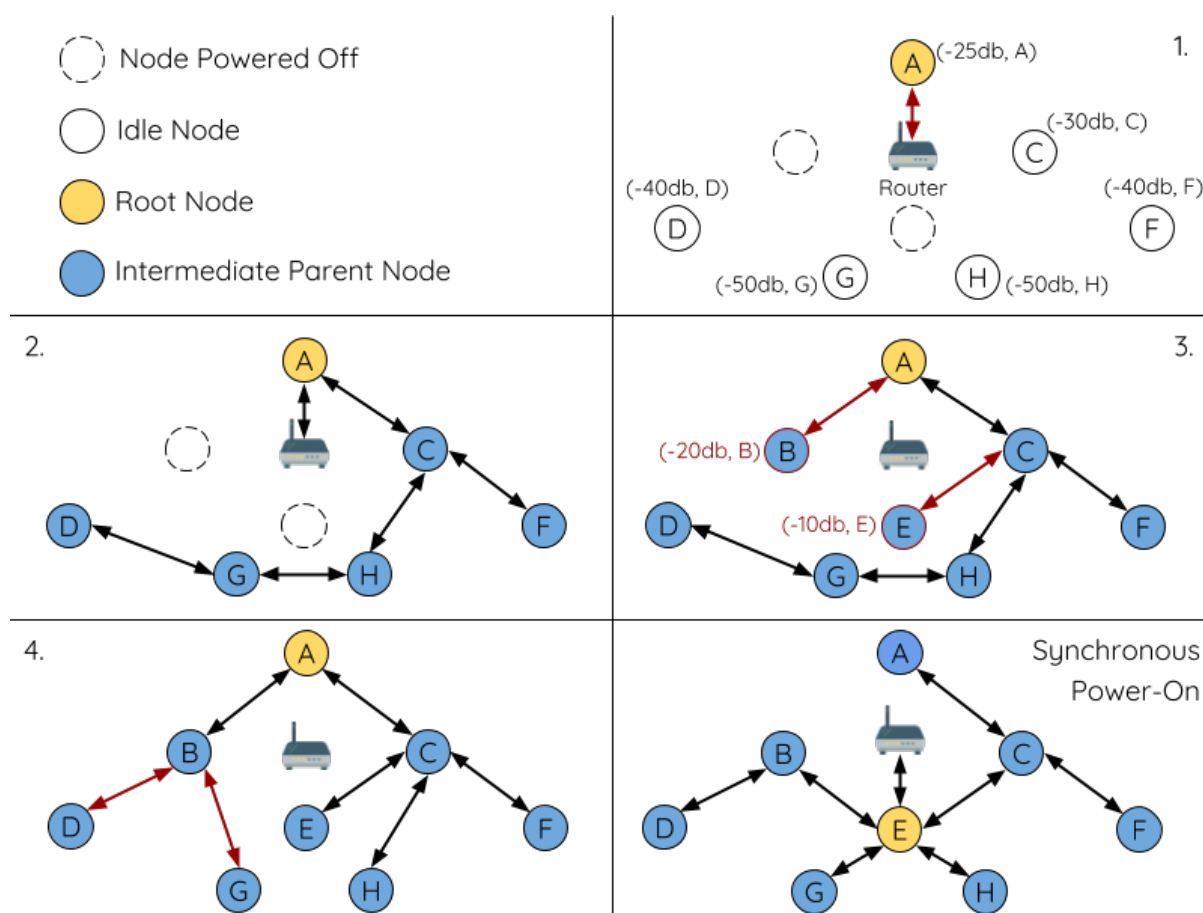 Node Powered Off
Idle Node
Root Node
Intermediate Parent Node
1.
A
(-25db, A)
(-30db, C)
C
Router
(-40db, D)
D
(-40db, F)
F
(-50db, G)
G
H
(-50db, H)
2.
A
C
D
F
G
H
3.
A
(-20db, B)
B
C
(-10db, E)
E
D
F
G
H
4.
A
B
C
D
E
F
G
H
Synchronous
Power-On
A
B
C
D
E
F
G
H